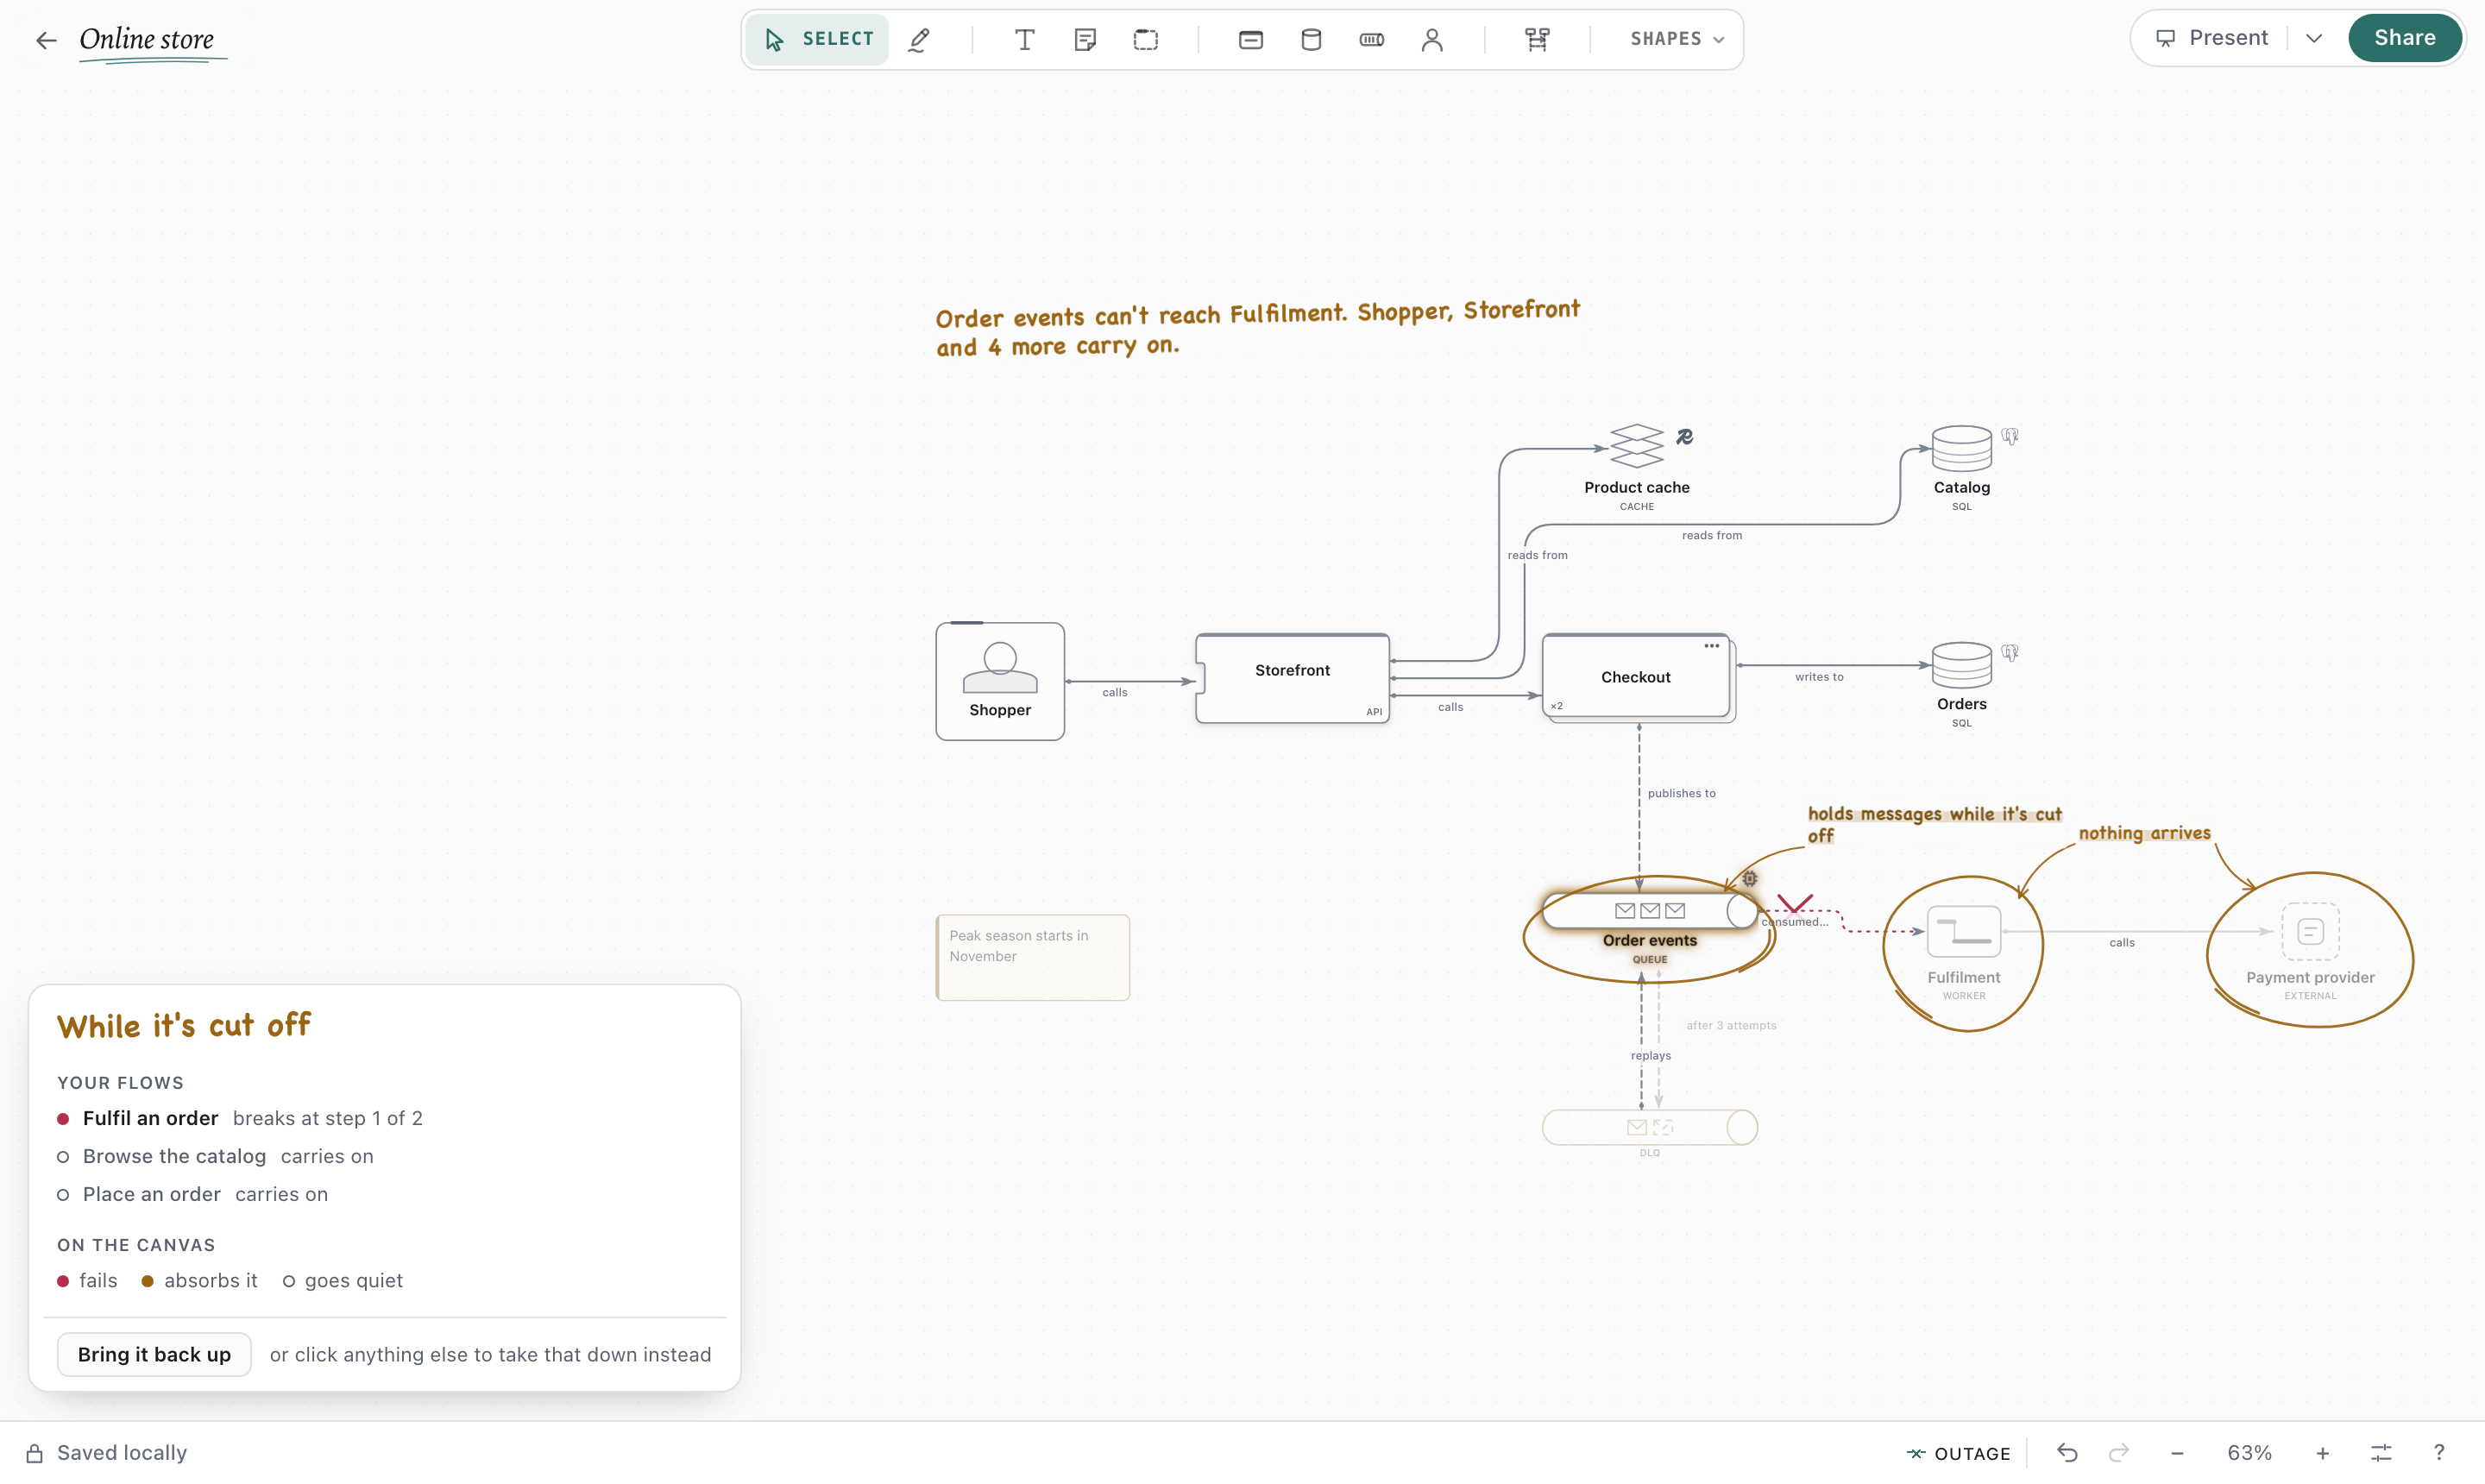 Online store
SELECT
SHAPES
Present
Share
Order events can't reach Fulfilment. Shopper, Storefront
and 4 more carry on.
Product cache
CACHE
Catalog
SQL
reads from
reads from
Shopper
calls
Storefront
API
calls
Checkout
×2
writes to
Orders
SQL
publishes to
holds messages while it's cut
off
nothing arrives
Peak season starts in
November
consumed...
Order events
QUEUE
Fulfilment
WORKER
calls
Payment provider
EXTERNAL
after 3 attempts
replays
DLQ
While it's cut off
YOUR FLOWS
Fulfil an order breaks at step 1 of 2
Browse the catalog carries on
Place an order carries on
ON THE CANVAS
fails absorbs it goes quiet
Bring it back up or click anything else to take that down instead
Saved locally
OUTAGE
− 63% + ?